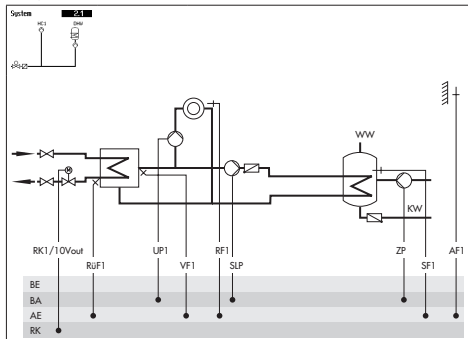 System 2.1
HC1 DHW
M
WW
KW
RK1/10Vout UP1 RF1 ZP AF1
RüF1 VF1 SLP SF1
BE
BA
AE
RK